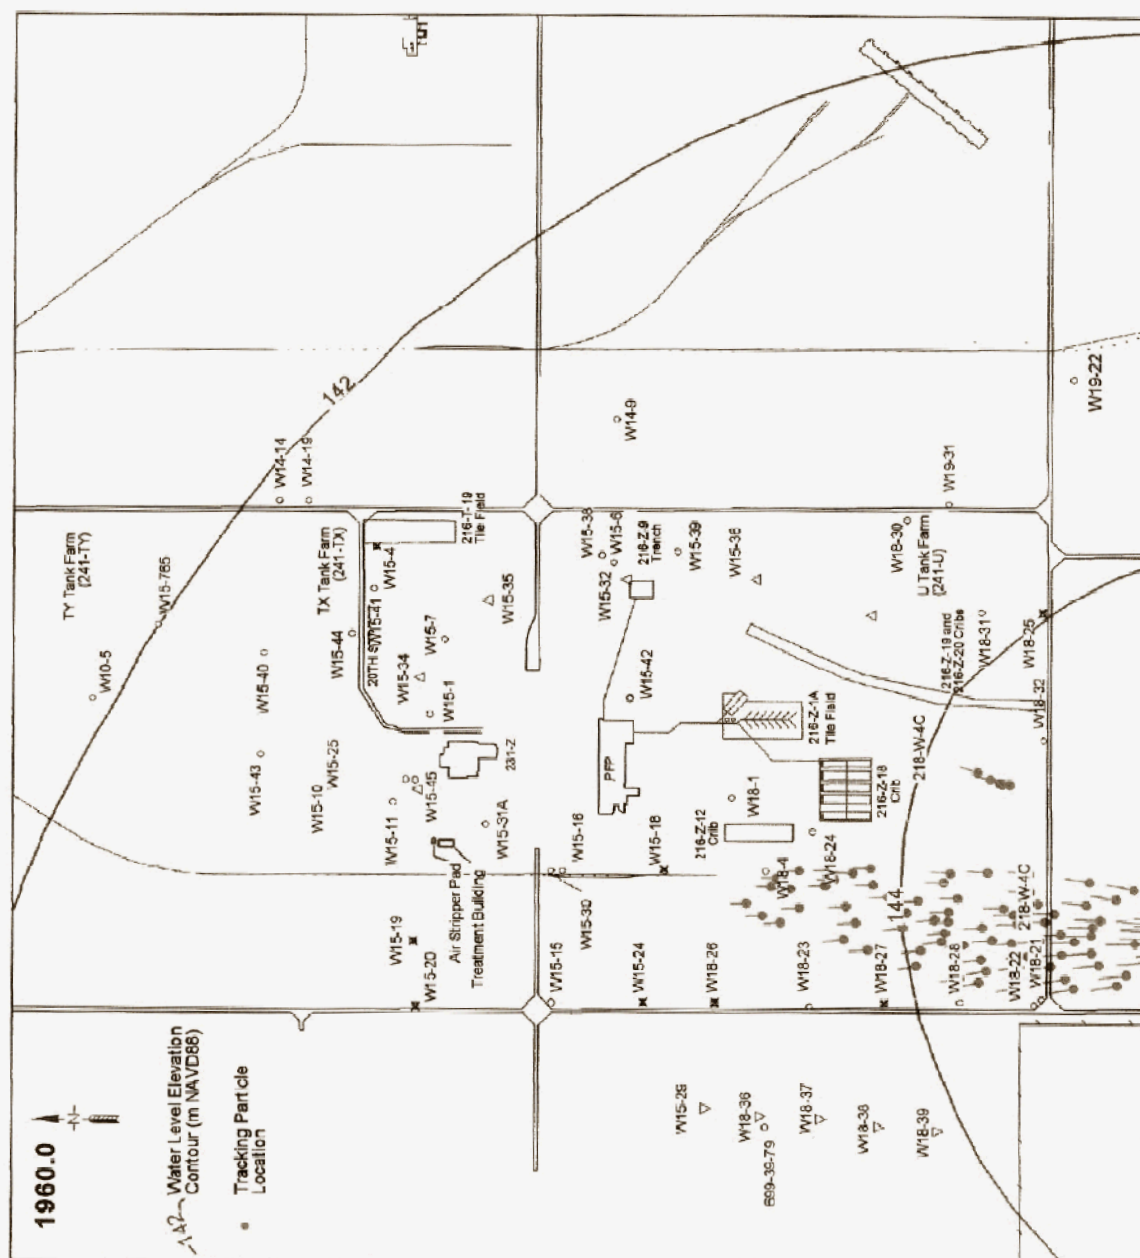 1960.0
-N-
142 Water Level Elevation
Contour (m NAVD88)
Tracking Particle
Location
TY Tank Farm
(241-TY)
W15-765
W10-5
W15-40
W15-43
W14-14
W14-19
142
TX Tank Farm
(241-TX)
W15-44
W15-41
W15-4
216-T-19
Tile Field
W15-35
W15-7
W15-34
W15-1
231-Z
W15-25
W15-10
W15-11
W15-45
W15-31A
Air Stripper Pad
Treatment Building
W15-19
W15-20
W14-9
W15-38
W15-6
216-Z-9
Trench
W15-39
W15-32
W15-36
W15-42
PFP
216-Z-1A
Tile Field
216-Z-18
Crib
W18-1
216-Z-12
Crib
W15-16
W15-18
W15-30
W18-4
W18-24
W15-15
W15-24
W18-26
W18-23
W18-27
W18-28
W18-22
W18-21
218-W-4C
144
218-W-4C
W19-22
W19-31
W18-30
U Tank Farm
(241-U)
216-Z-19 and
216-Z-20 Cribs
W18-31
W18-25
W18-32
W15-29
W18-36
699-39-79
W18-37
W18-38
W18-39